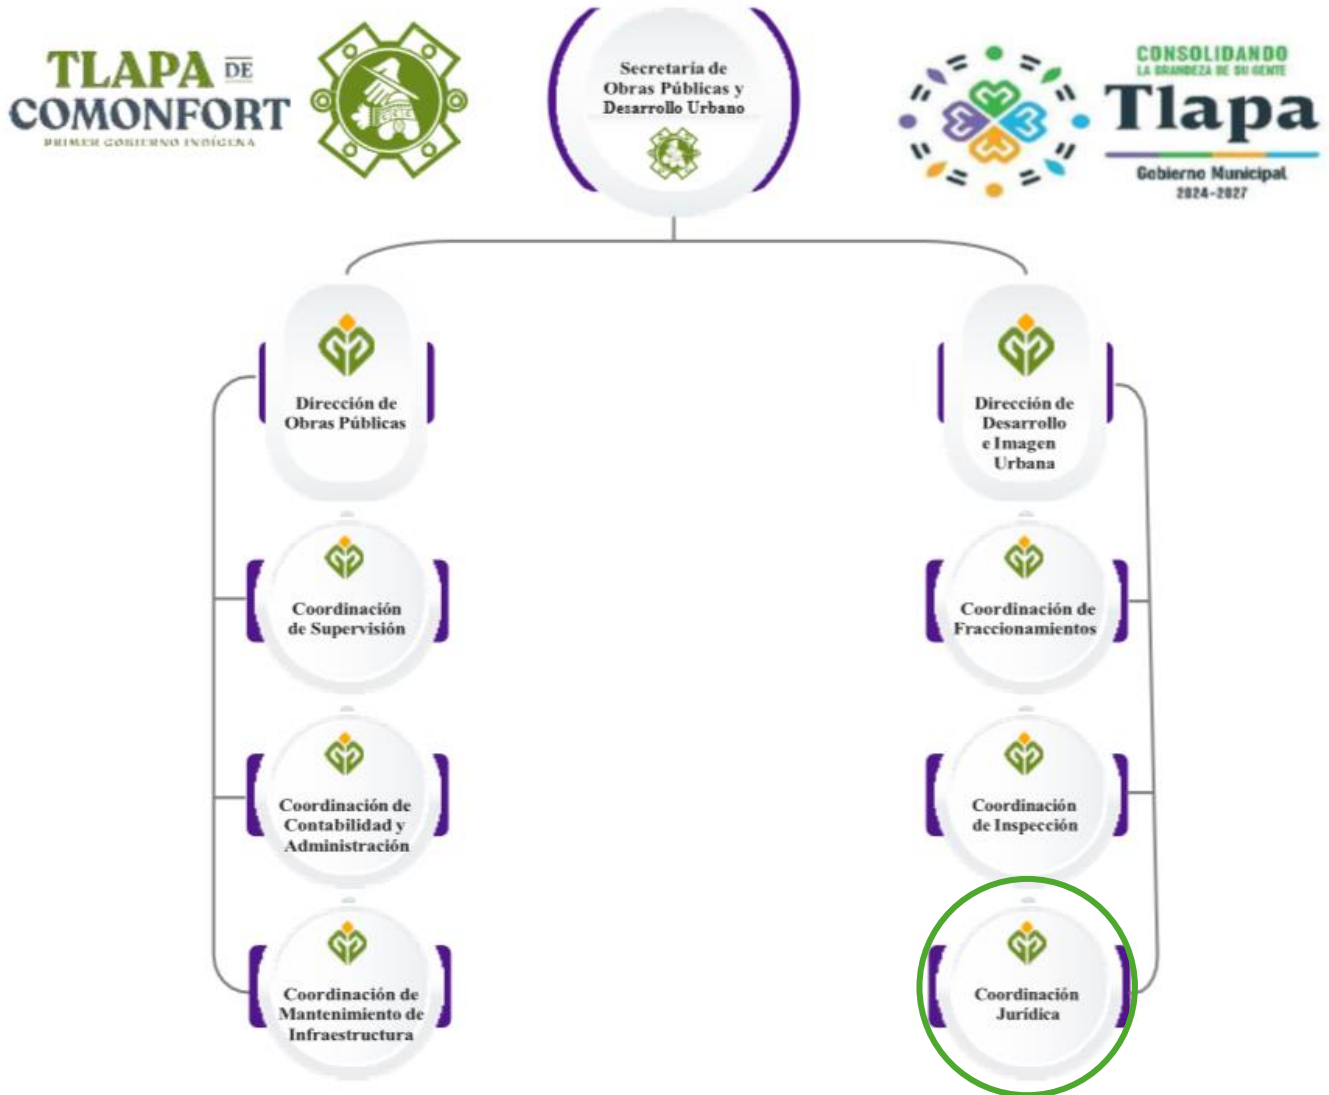 TLAPA DE
COMONFORT
PRIMER GOBIERNO INDÍGENA
Secretaría de
Obras Públicas y
Desarrollo Urbano
CONSOLIDANDO
LA GRANDEZA DE SU GENTE
Tlapa
Gobierno Municipal
2024-2027
Dirección de
Obras Públicas
Dirección de
Desarrollo
e Imagen
Urbana
Coordinación
de Supervisión
Coordinación de
Fraccionamientos
Coordinación de
Contabilidad y
Administración
Coordinación
de Inspección
Coordinación de
Mantenimiento de
Infraestructura
Coordinación
Jurídica